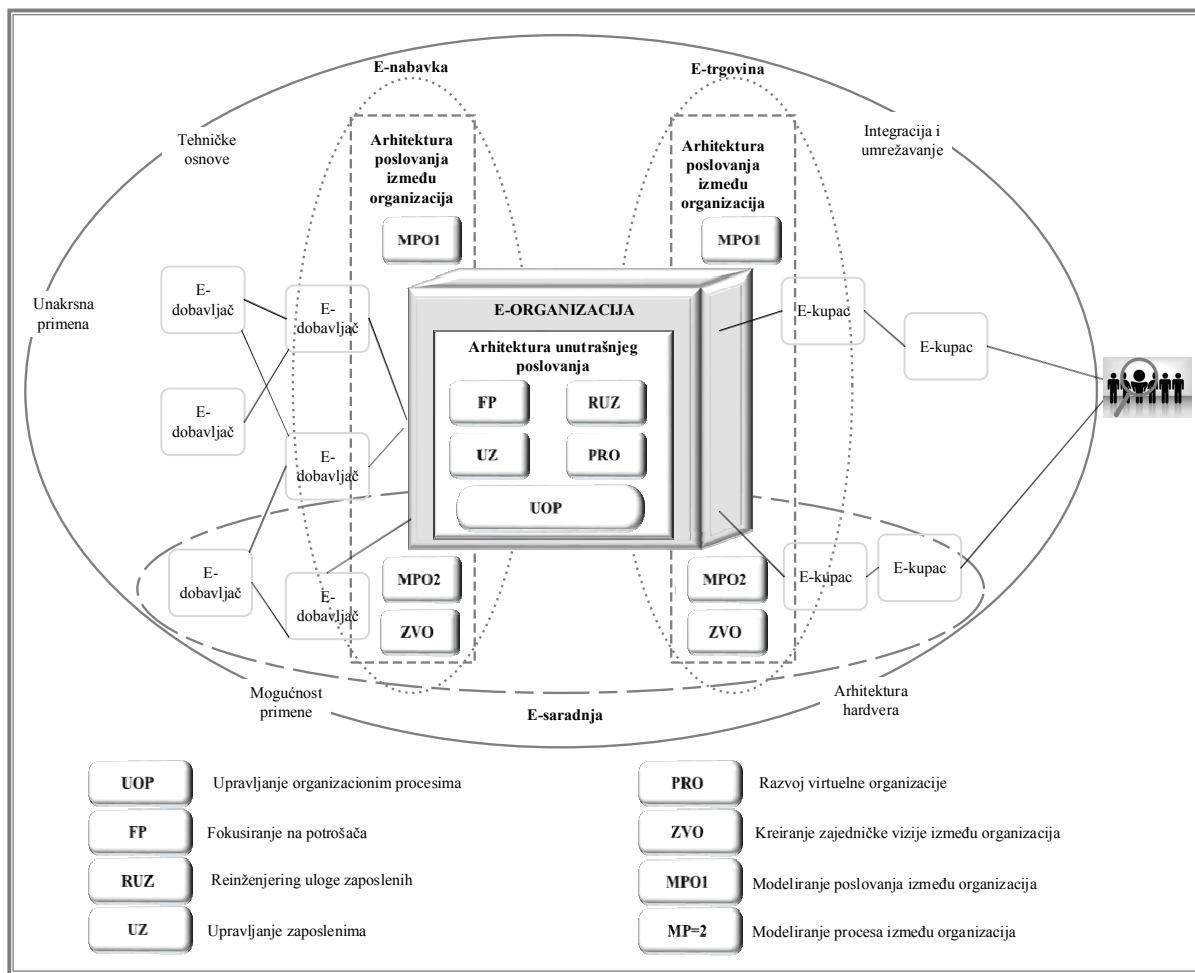 E-nabavka
E-trgovina
Tehničke
osnove
Arhitektura
poslovanja
između
organizacija
Arhitektura
poslovanja
između
organizacija
Integracija i
umrežavanje
MPO1
MPO1
Unakrsna
primena
E-
dobavljač
E-
dobavljač
E-
dobavljač
E-
dobavljač
E-
dobavljač
E-
dobavljač
E-ORGANIZACIJA
Arhitektura unutrašnjeg
poslovanja
FP
RUZ
UZ
PRO
UOP
E-kupac
E-kupac
E-kupac
E-kupac
MPO2
ZVO
MPO2
ZVO
Mogućnost
primene
E-saradnja
Arhitektura
hardvera
UOP
Upravljanje organizacionim procesima
FP
Fokusiranje na potrošača
RUZ
Reinženjering uloge zaposlenih
UZ
Upravljanje zaposlenima
PRO
Razvoj virtuelne organizacije
ZVO
Kreiranje zajedničke vizije između organizacija
MPO1
Modeliranje poslovanja između organizacija
MP=2
Modeliranje procesa između organizacija